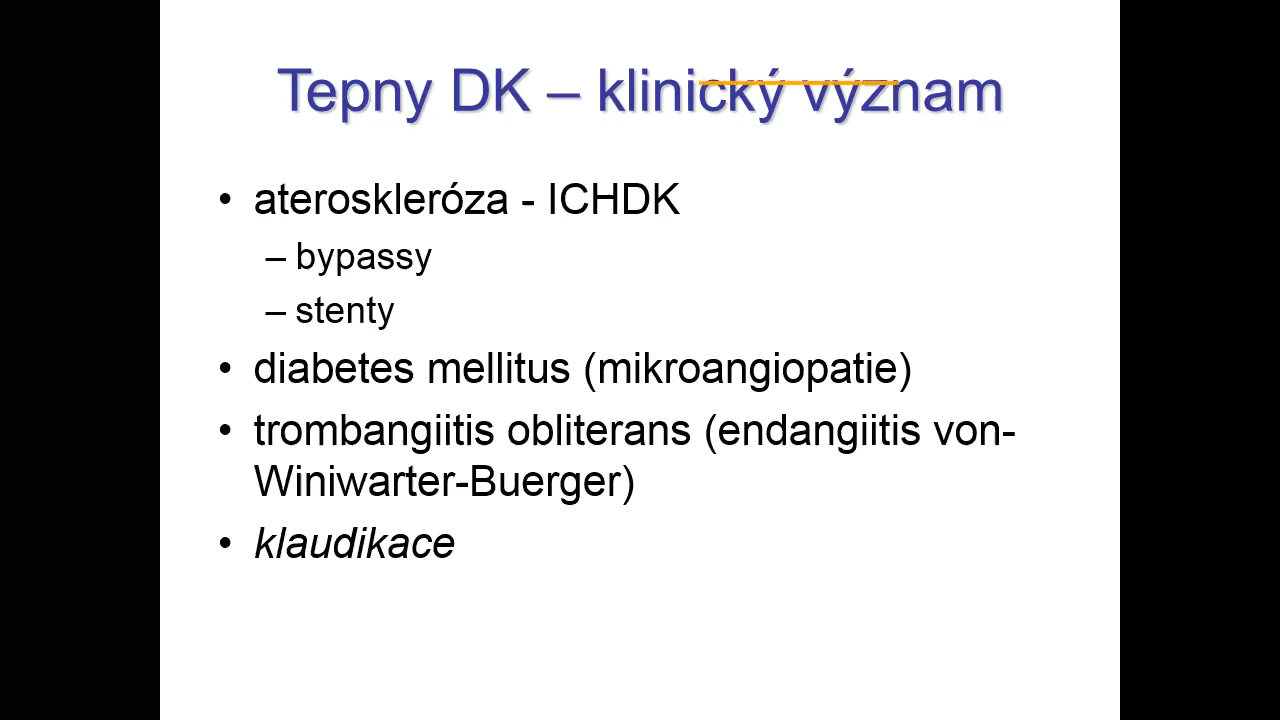 Tepny DK – klinický význam
• ateroskleróza - ICHDK
– bypassy
– stenty
• diabetes mellitus (mikroangiopatie)
• trombangiitis obliterans (endangiitis von-
Winiwarter-Buerger)
• klaudikace